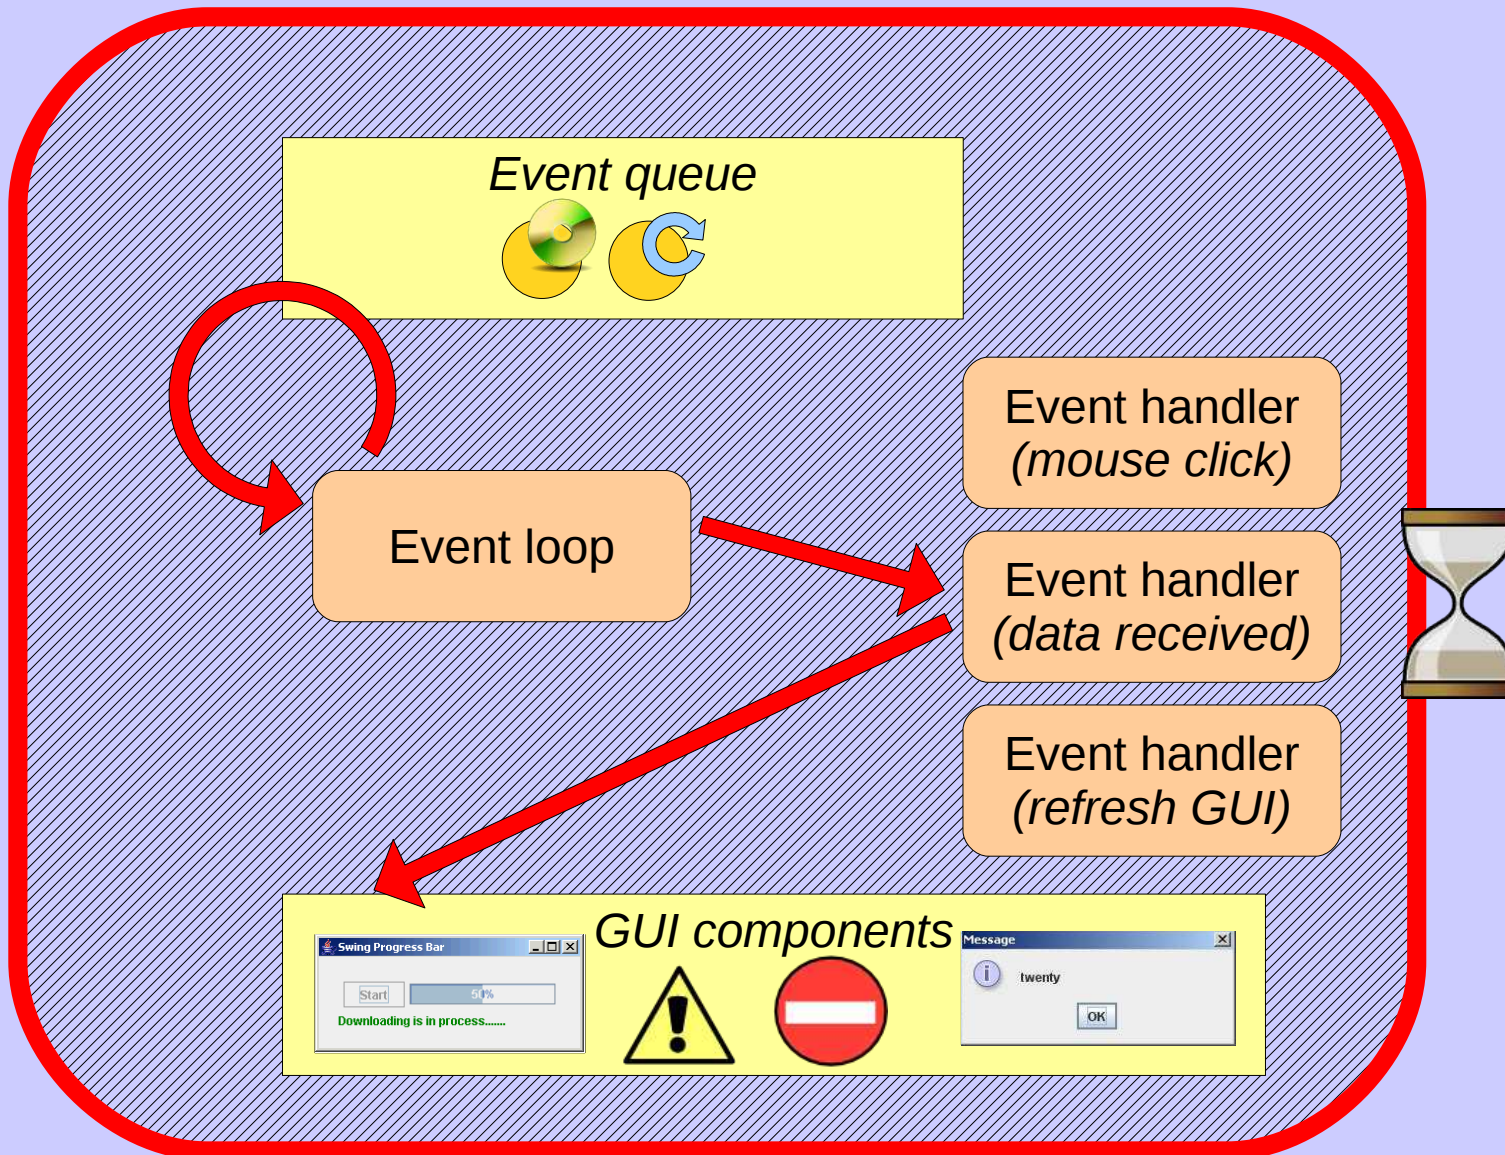 Event queue
Event handler
(mouse click)
Event loop
Event handler
(data received)
Event handler
(refresh GUI)
GUI components
Swing Progress Bar
Start
50%
Downloading is in process.......
Message
i
twenty
OK